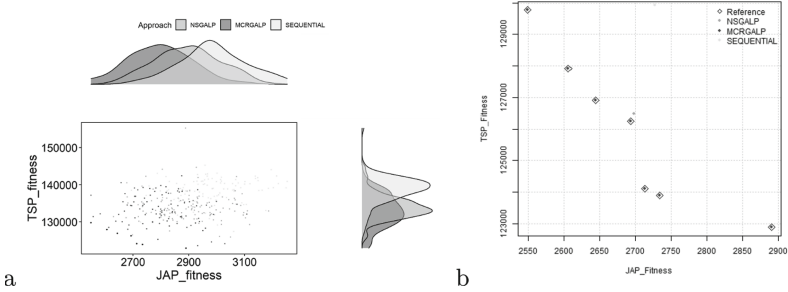 Approach NSGALP MCRGALP SEQUENTIAL
150000
140000
130000
TSP_fitness
2700 2900 3100
JAP_fitness
a
Reference
NSGALP
MCRGALP
SEQUENTIAL
129000
127000
125000
123000
TSP_Fitness
2550 2600 2650 2700 2750 2800 2850 2900
JAP_Fitness
b